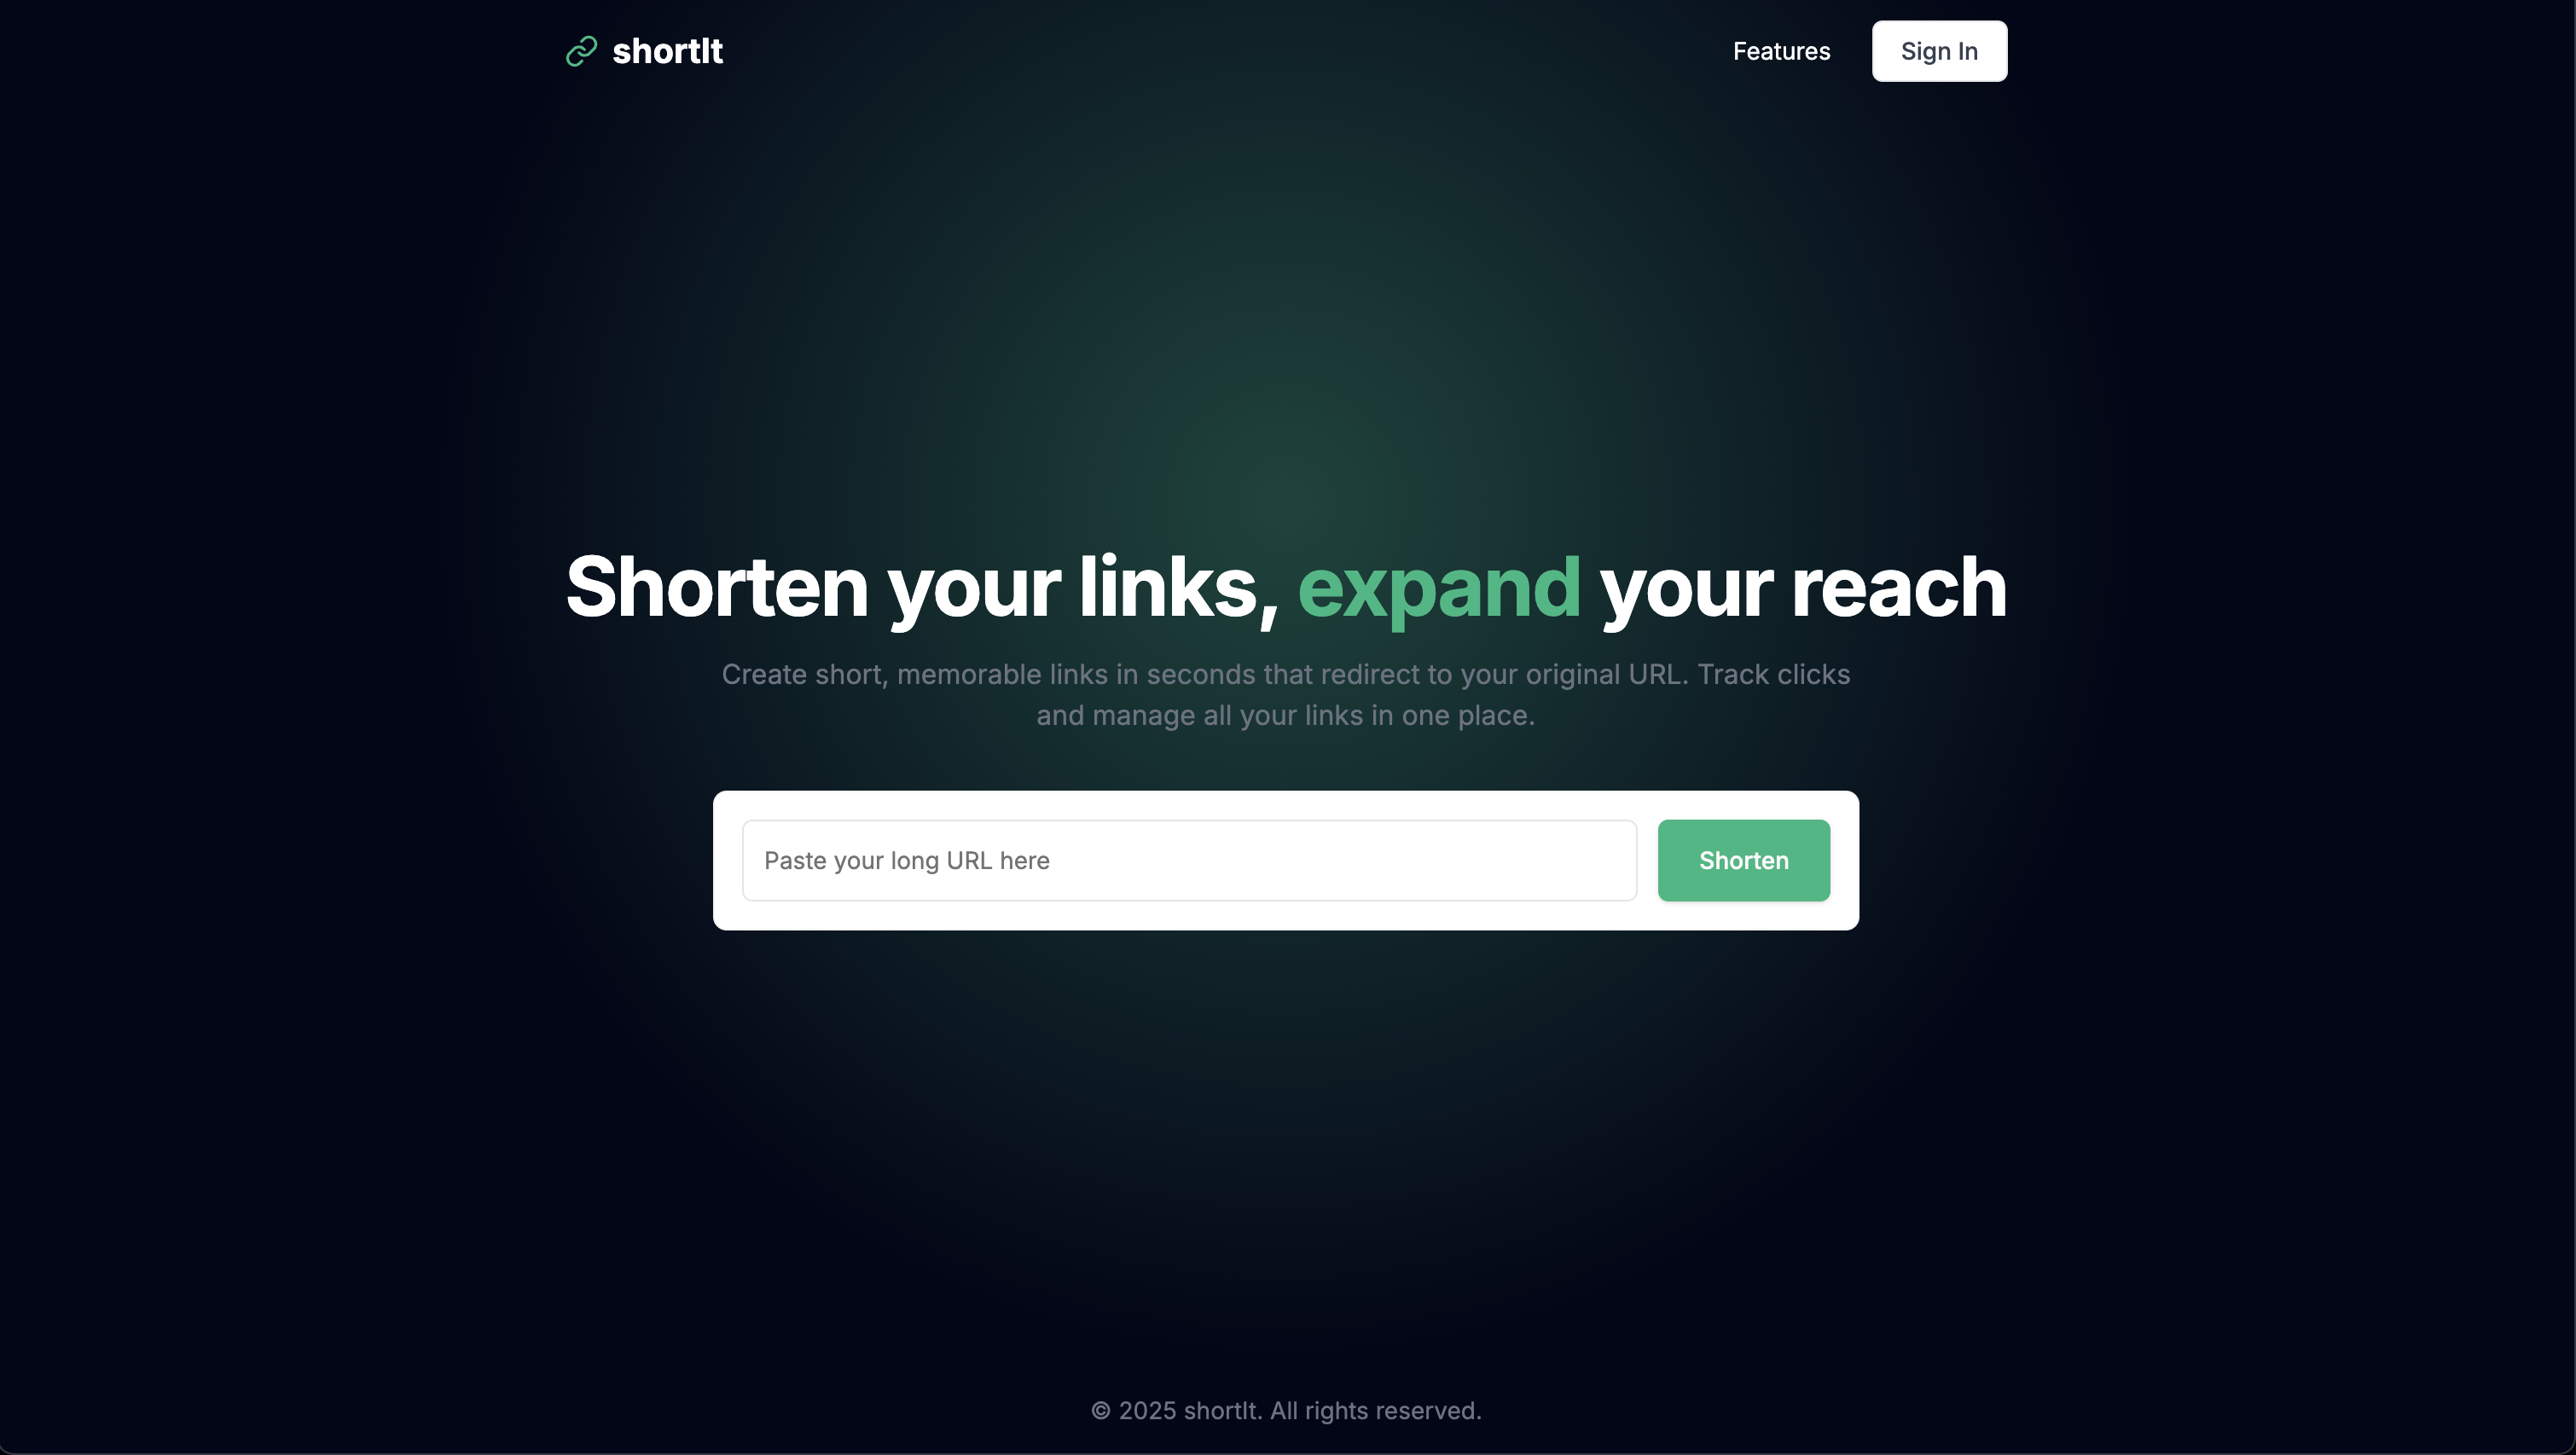 shortIt
Features
Sign In
Shorten your links, expand your reach
Create short, memorable links in seconds that redirect to your original URL. Track clicks
and manage all your links in one place.
Paste your long URL here
Shorten
© 2025 shortIt. All rights reserved.